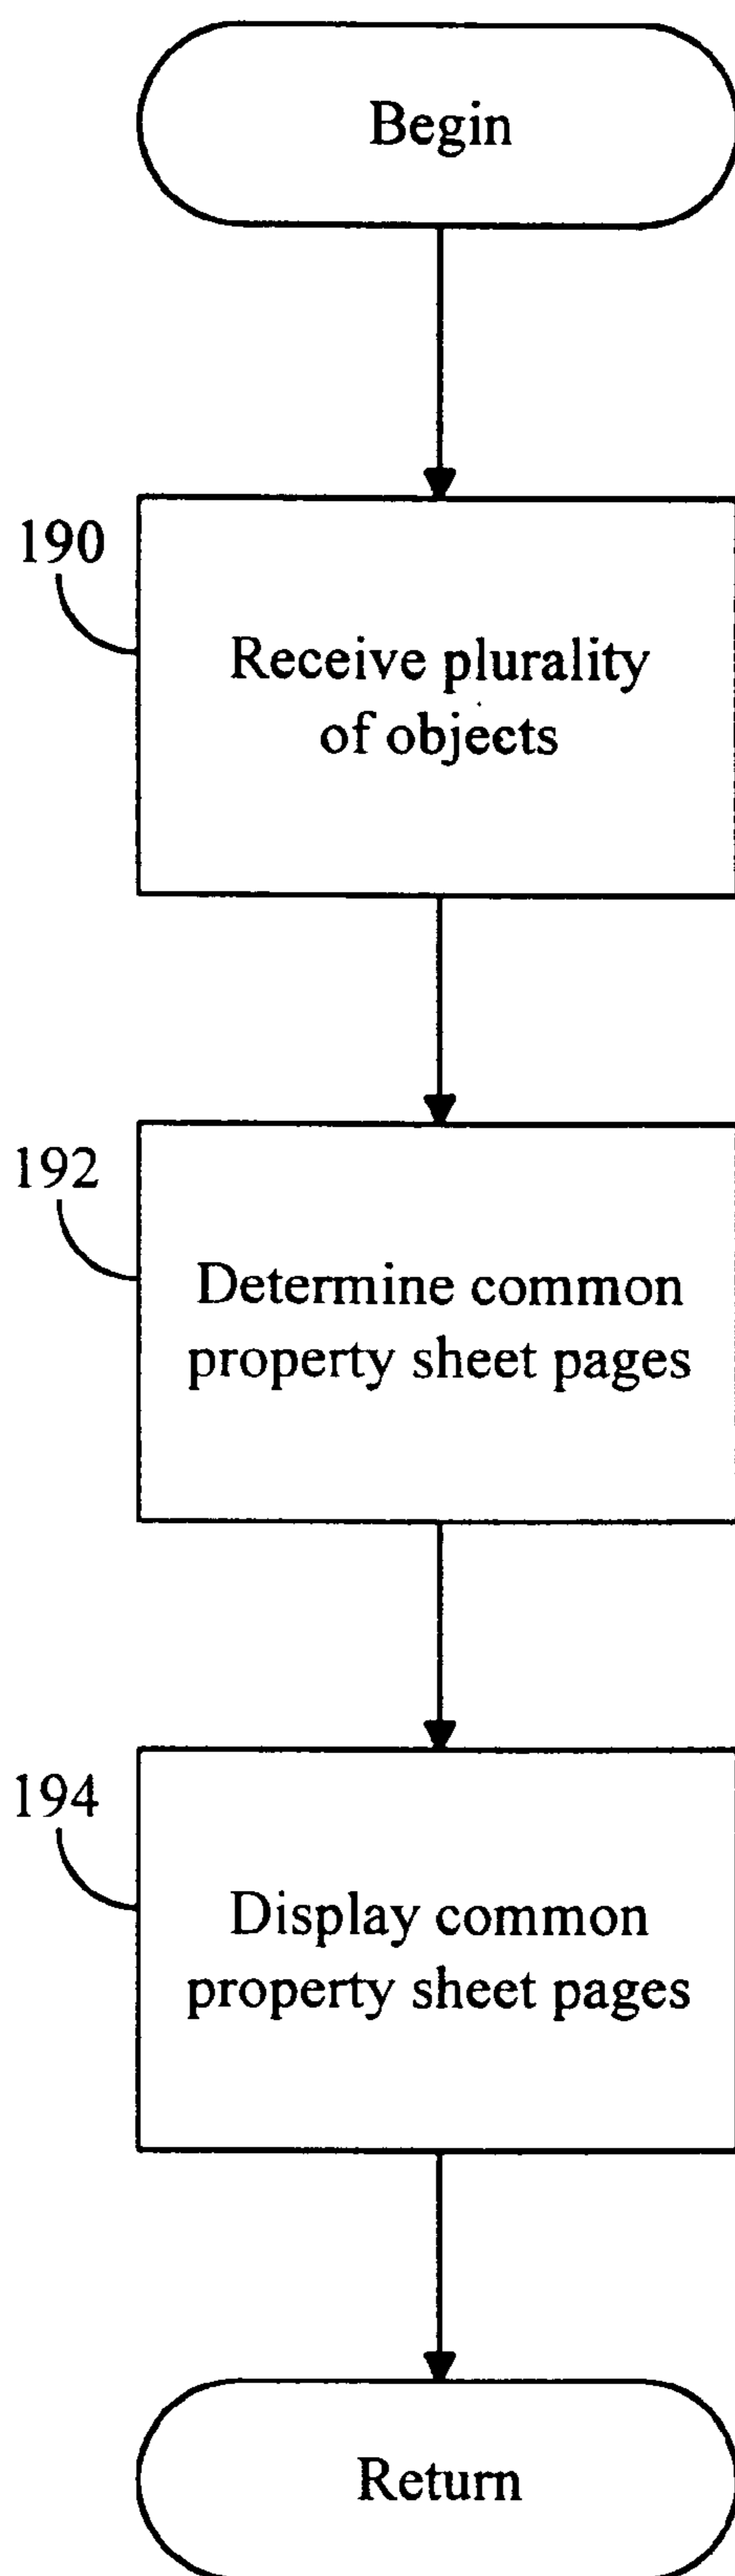 Begin
190
Receive plurality
of objects
192
Determine common
property sheet pages
194
Display common
property sheet pages
Return